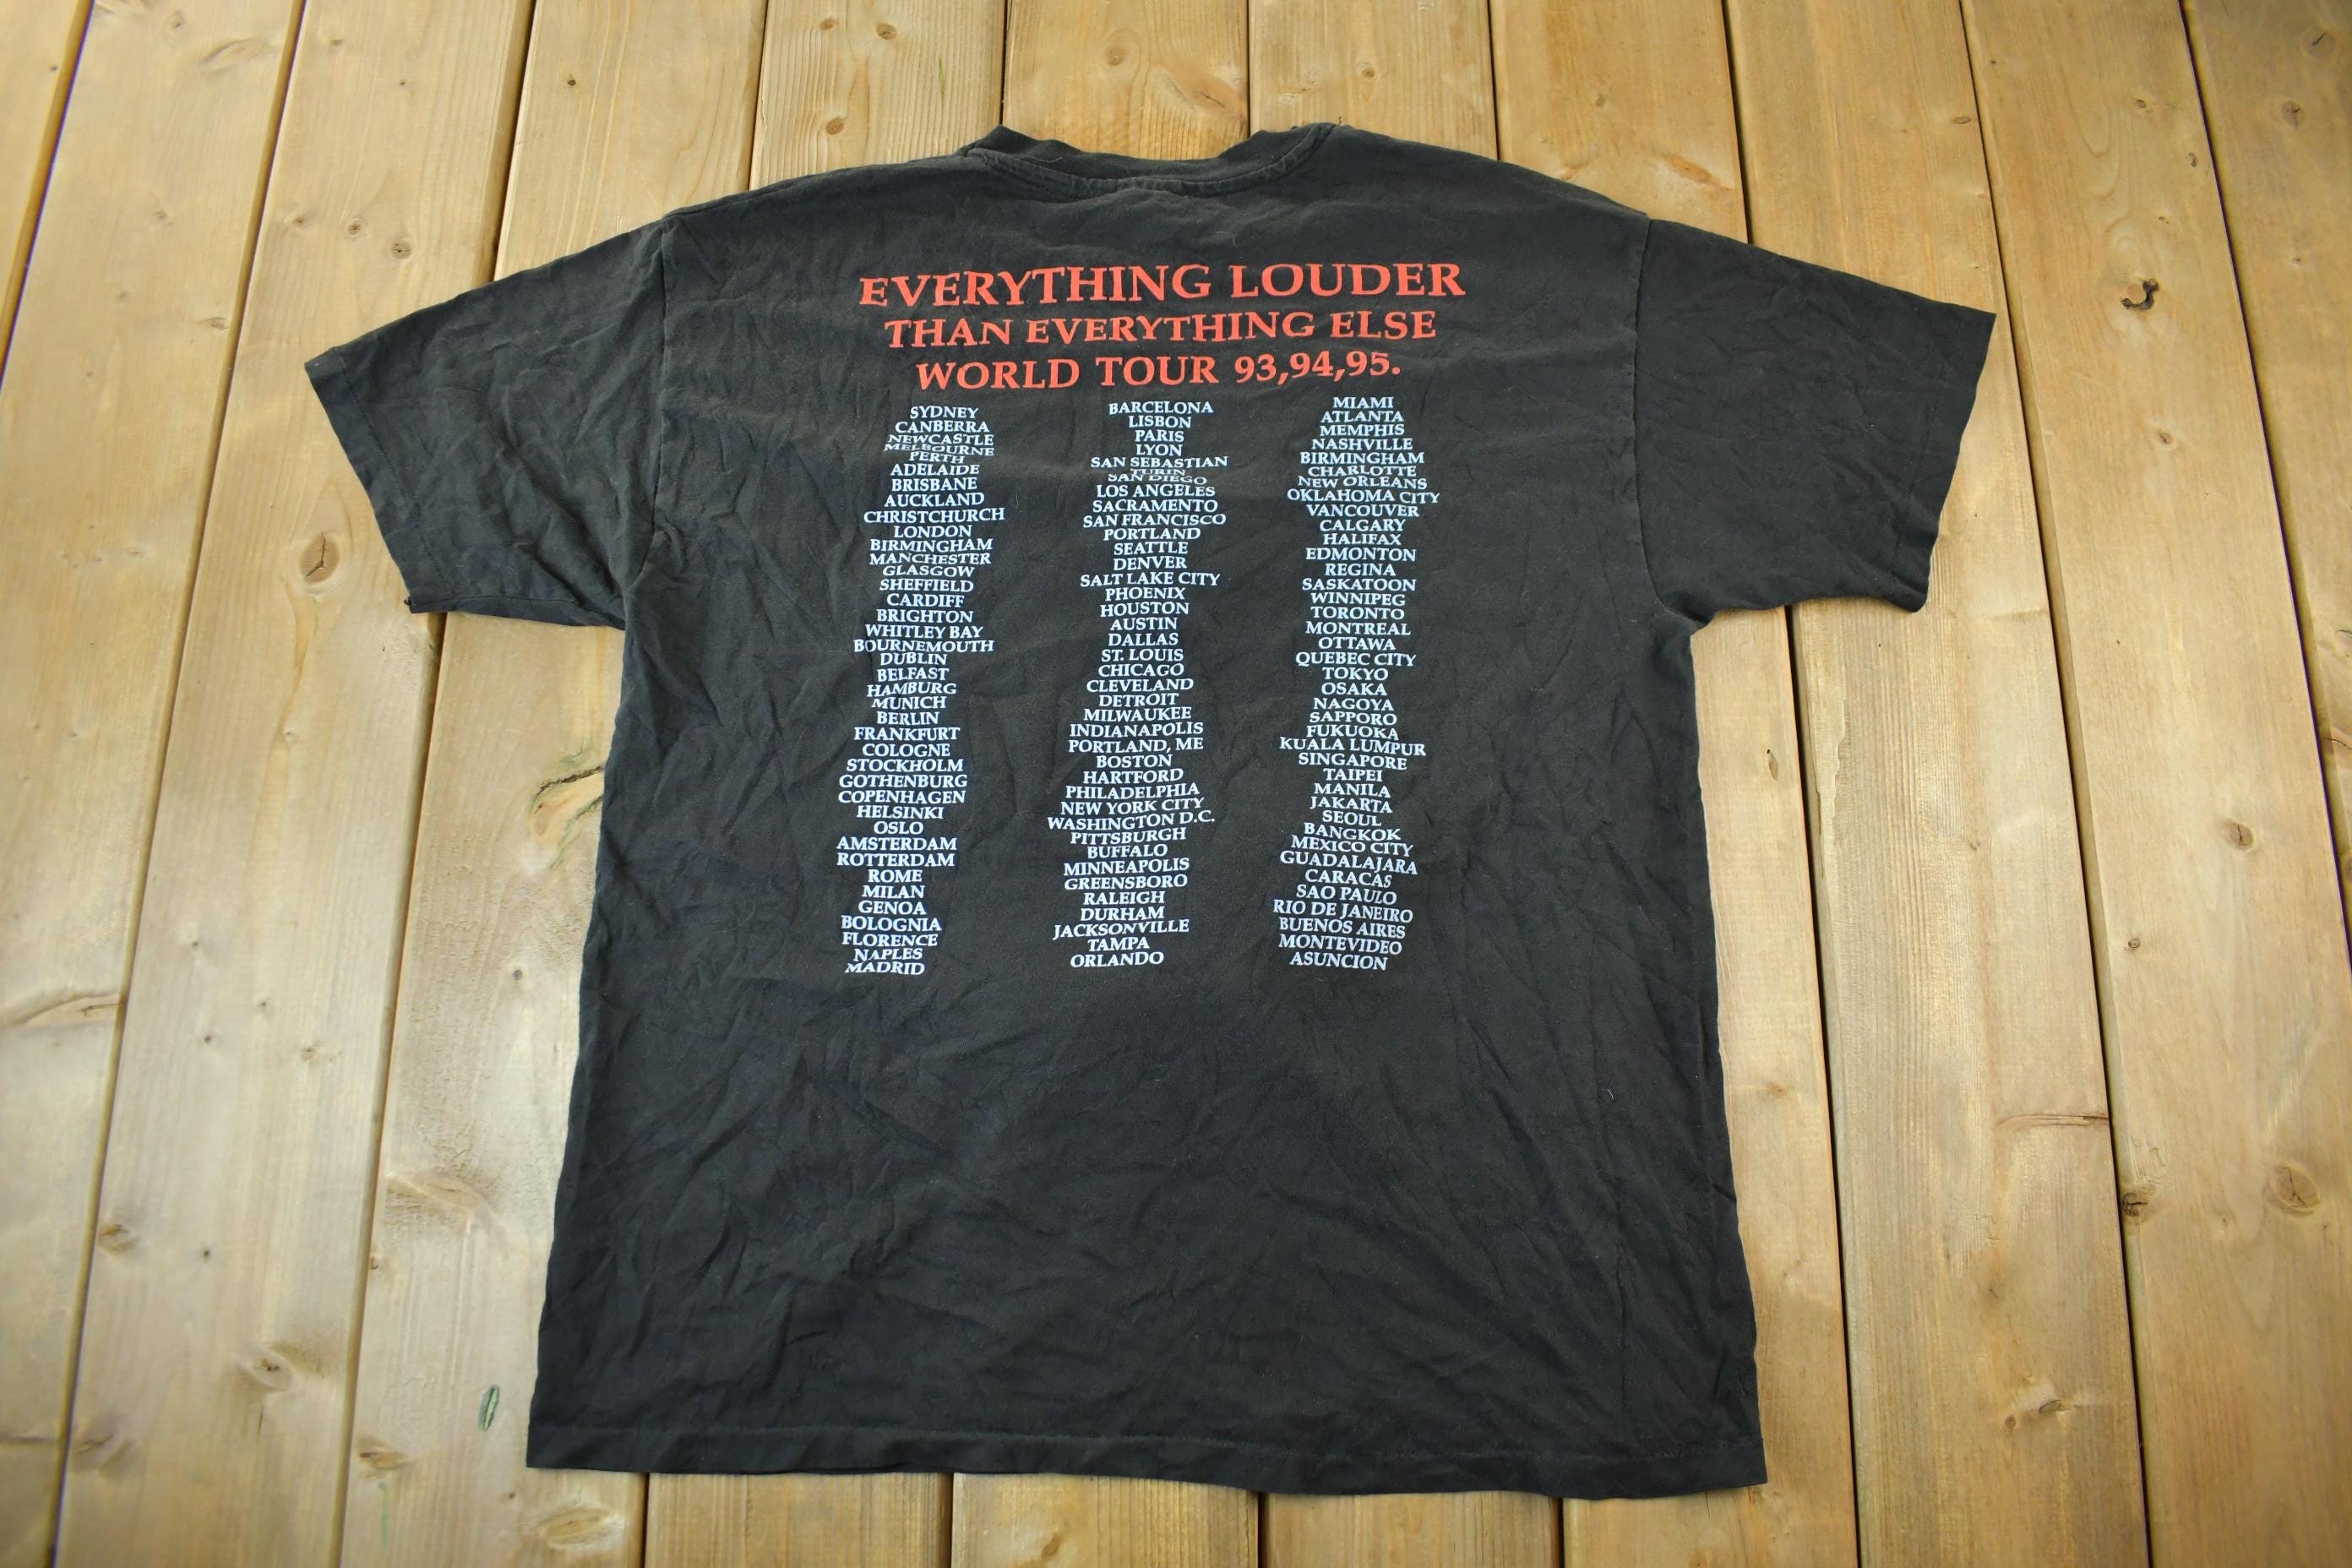 EVERYTHING LOUDER
THAN EVERYTHING ELSE
WORLD TOUR 93,94,95.
SYDNEY
CANBERRA
NEWCASTLE
MELBOURNE
PERTH
ADELAIDE
BRISBANE
AUCKLAND
CHRISTCHURCH
LONDON
BIRMINGHAM
MANCHESTER
GLASGOW
SHEFFIELD
CARDIFF
BRIGHTON
WHITLEY BAY
BOURNEMOUTH
DUBLIN
BELFAST
HAMBURG
MUNICH
BERLIN
FRANKFURT
COLOGNE
STOCKHOLM
GOTHENBURG
COPENHAGEN
HELSINKI
OSLO
AMSTERDAM
ROTTERDAM
ROME
MILAN
GENOA
BOLOGNIA
FLORENCE
NAPLES
MADRID
BARCELONA
LISBON
PARIS
LYON
SAN SEBASTIAN
TURIN
SAN DIEGO
LOS ANGELES
SACRAMENTO
SAN FRANCISCO
PORTLAND
SEATTLE
DENVER
SALT LAKE CITY
PHOENIX
HOUSTON
AUSTIN
DALLAS
ST. LOUIS
CHICAGO
CLEVELAND
DETROIT
MILWAUKEE
INDIANAPOLIS
PORTLAND, ME
BOSTON
HARTFORD
PHILADELPHIA
NEW YORK CITY
WASHINGTON D.C.
PITTSBURGH
BUFFALO
MINNEAPOLIS
GREENSBORO
RALEIGH
DURHAM
JACKSONVILLE
TAMPA
ORLANDO
MIAMI
ATLANTA
MEMPHIS
NASHVILLE
BIRMINGHAM
CHARLOTTE
NEW ORLEANS
OKLAHOMA CITY
VANCOUVER
CALGARY
HALIFAX
EDMONTON
REGINA
SASKATOON
WINNIPEG
TORONTO
MONTREAL
OTTAWA
QUEBEC CITY
TOKYO
OSAKA
NAGOYA
SAPPORO
FUKUOKA
KUALA LUMPUR
SINGAPORE
TAIPEI
MANILA
JAKARTA
SEOUL
BANGKOK
MEXICO CITY
GUADALAJARA
CARACAS
SAO PAULO
RIO DE JANEIRO
BUENOS AIRES
MONTEVIDEO
ASUNCION